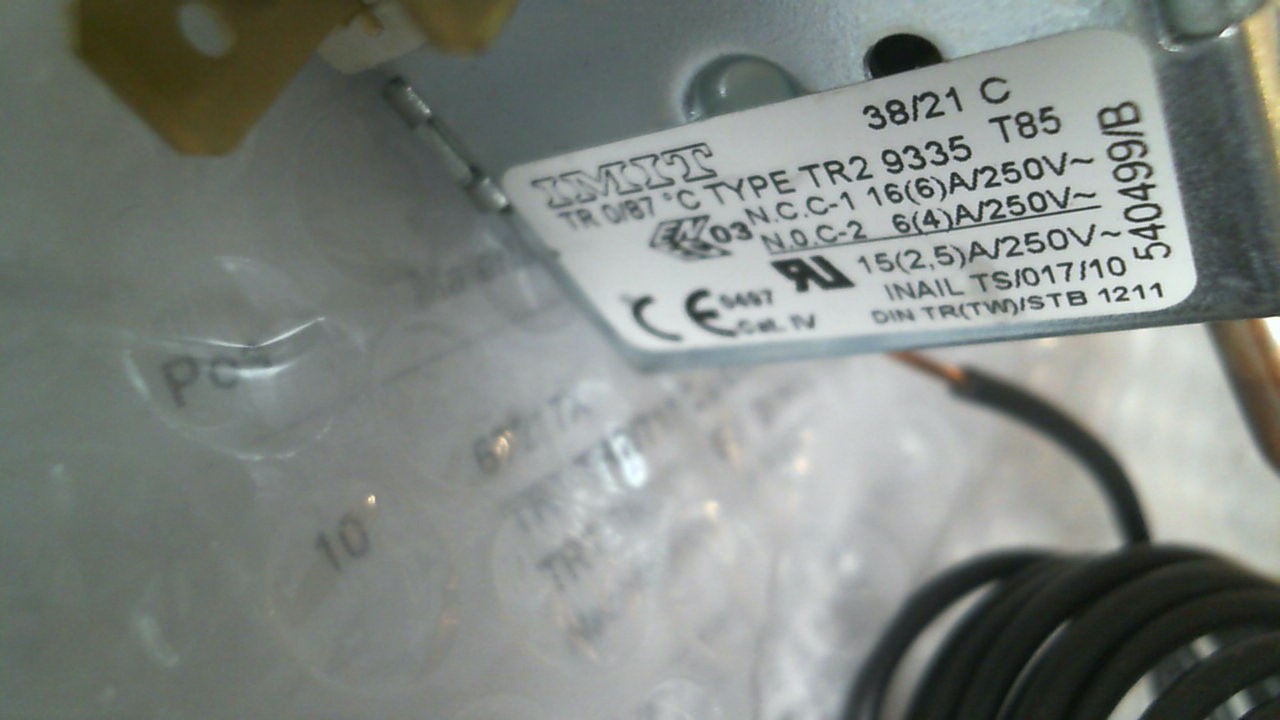 38/21 C
IMIT TYPE TR2 9335 T85
TR 0/87 °C N.C.C-1 16(6)A/250V~
03 N.O.C-2 6(4)A/250V~
15(2,5)A/250V~
CE 0497 INAIL TS/017/10
Cat. IV DIN TR(TW)/STB 1211
540499/B
10